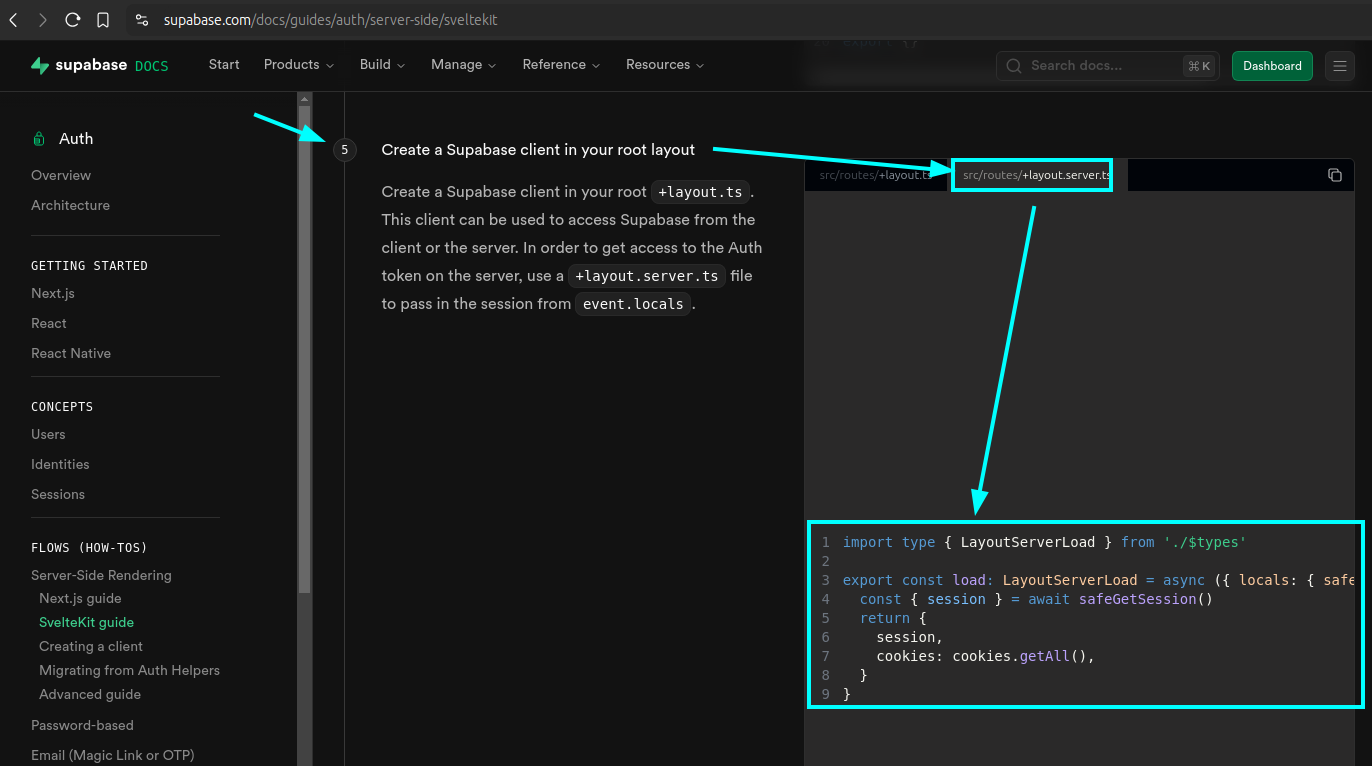 supabase.com/docs/guides/auth/server-side/sveltekit
supabase DOCS
Start
Products
Build
Manage
Reference
Resources
Search docs...
⌘ K
Dashboard
Auth
Overview
Architecture
GETTING STARTED
Next.js
React
React Native
CONCEPTS
Users
Identities
Sessions
FLOWS (HOW-TOS)
Server-Side Rendering
Next.js guide
SvelteKit guide
Creating a client
Migrating from Auth Helpers
Advanced guide
Password-based
Email (Magic Link or OTP)
5
Create a Supabase client in your root layout
Create a Supabase client in your root +layout.ts.
This client can be used to access Supabase from the
client or the server. In order to get access to the Auth
token on the server, use a +layout.server.ts file
to pass in the session from event.locals.
src/routes/+layout.ts
src/routes/+layout.server.ts
1 import type { LayoutServerLoad } from './$types'
2
3 export const load: LayoutServerLoad = async ({ locals: { safe
4 const { session } = await safeGetSession()
5 return {
6 session,
7 cookies: cookies.getAll(),
8 }
9 }